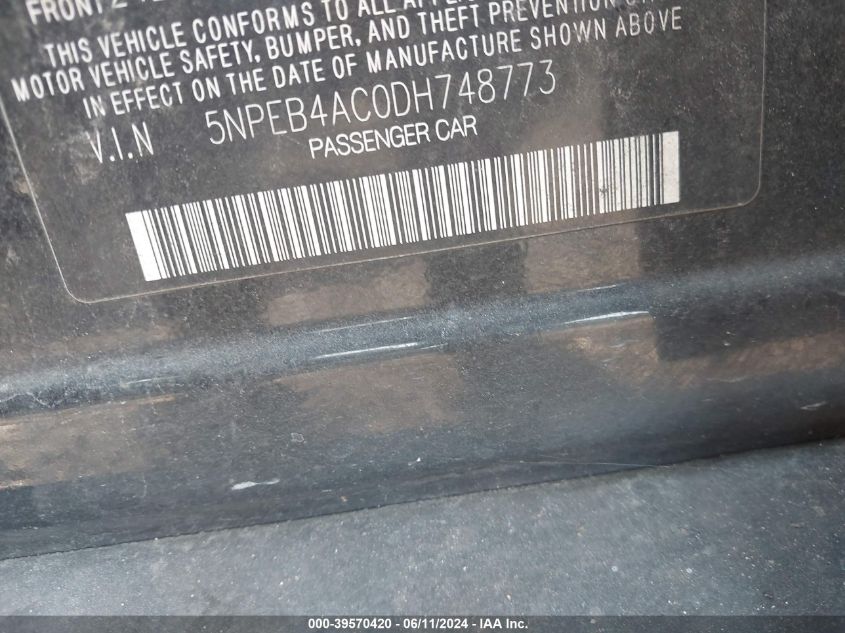 FRONT
THIS VEHICLE CONFORMS TO ALL
MOTOR VEHICLE SAFETY, BUMPER, AND THEFT PREVENTION
IN EFFECT ON THE DATE OF MANUFACTURE SHOWN ABOVE
V.I.N 5NPEB4AC0DH748773
PASSENGER CAR
000-39570420 - 06/11/2024 - IAA Inc.